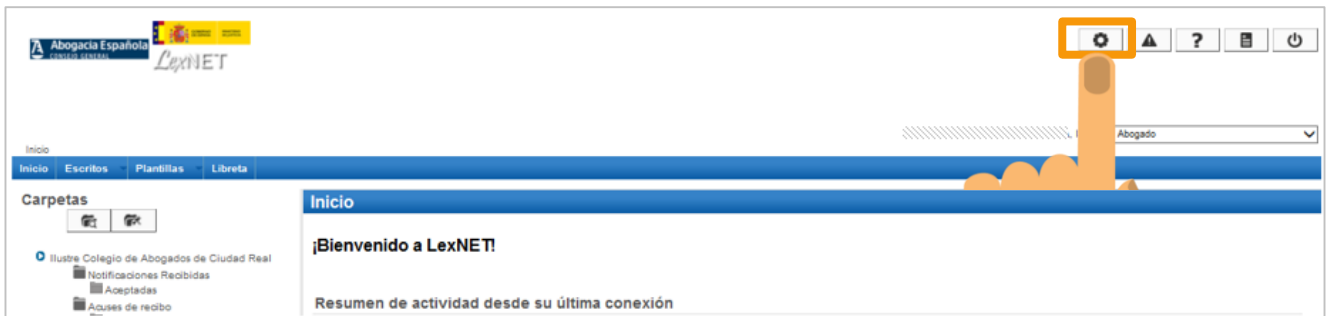 Abogacía Española
CONSEJO GENERAL
LexNET
?
Abogado
Inicio
Inicio Escritos Plantillas Libreta
Carpetas
Inicio
¡Bienvenido a LexNET!
Ilustre Colegio de Abogados de Ciudad Real
Notificaciones Recibidas
Aceptadas
Acuses de recibo
Resumen de actividad desde su última conexión